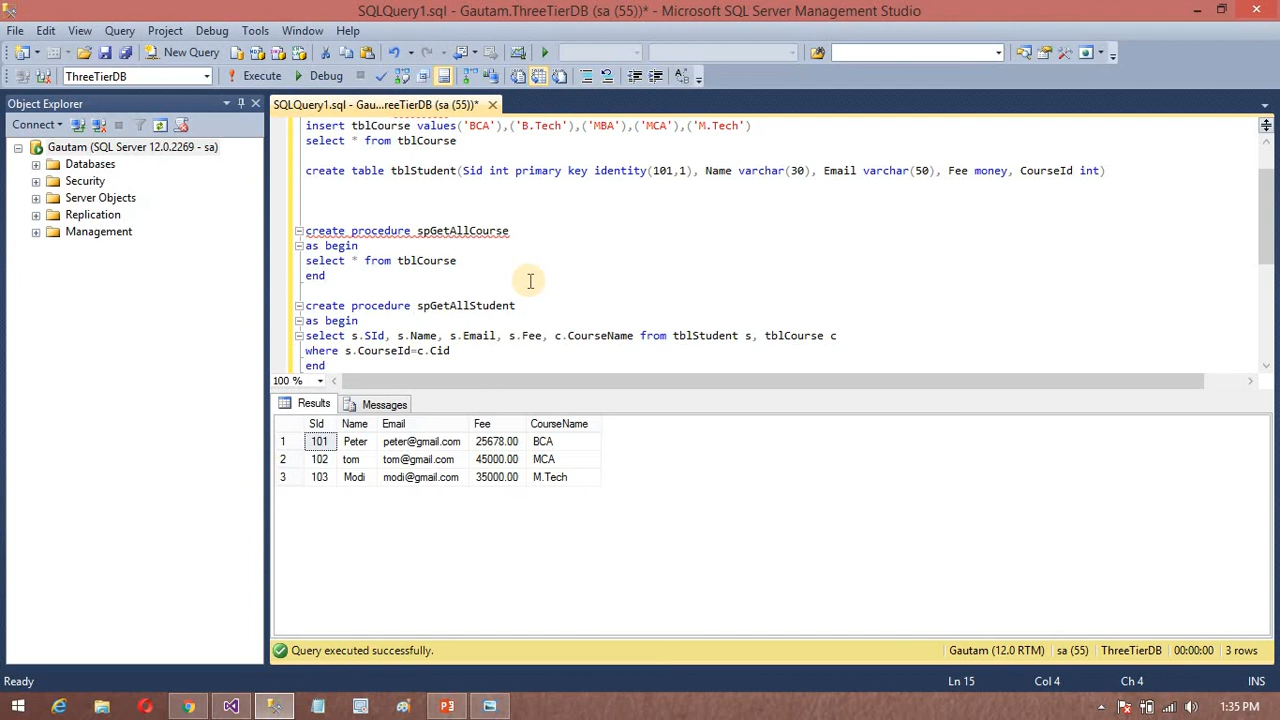 SQLQuery1.sql - Gautam.ThreeTierDB (sa (55))* - Microsoft SQL Server Management Studio
File Edit View Query Project Debug Tools Window Help
New Query
ThreeTierDB Execute Debug
Object Explorer
SQLQuery1.sql - Gau...reeTierDB (sa (55))*
Connect
Gautam (SQL Server 12.0.2269 - sa)
Databases
Security
Server Objects
Replication
Management
insert tblCourse values('BCA'),('B.Tech'),('MBA'),('MCA'),('M.Tech')
select * from tblCourse
create table tblStudent(Sid int primary key identity(101,1), Name varchar(30), Email varchar(50), Fee money, CourseId int)
create procedure spGetAllCourse
as begin
select * from tblCourse
end
create procedure spGetAllStudent
as begin
select s.SId, s.Name, s.Email, s.Fee, c.CourseName from tblStudent s, tblCourse c
where s.CourseId=c.Cid
end
100 %
Results Messages
SId Name Email Fee CourseName
1 101 Peter peter@gmail.com 25678.00 BCA
2 102 tom tom@gmail.com 45000.00 MCA
3 103 Modi modi@gmail.com 35000.00 M.Tech
Query executed successfully. Gautam (12.0 RTM) sa (55) ThreeTierDB 00:00:00 3 rows
Ready Ln 15 Col 4 Ch 4 INS
1:35 PM